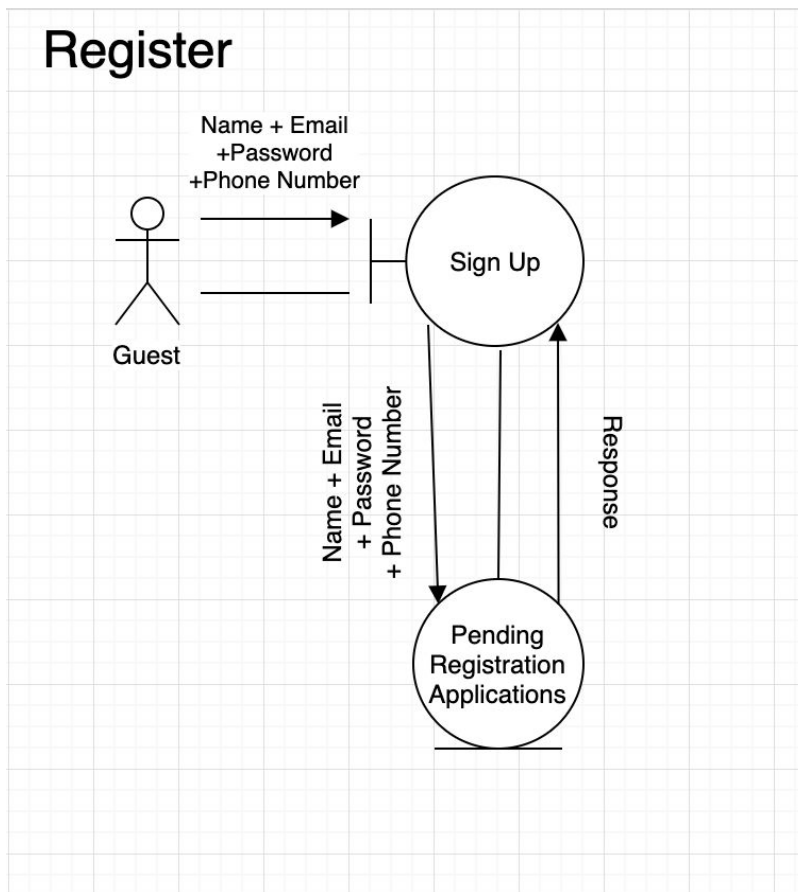 Register
Name + Email
+Password
+Phone Number
Sign Up
Guest
Name + Email
+ Password
+ Phone Number
Response
Pending
Registration
Applications